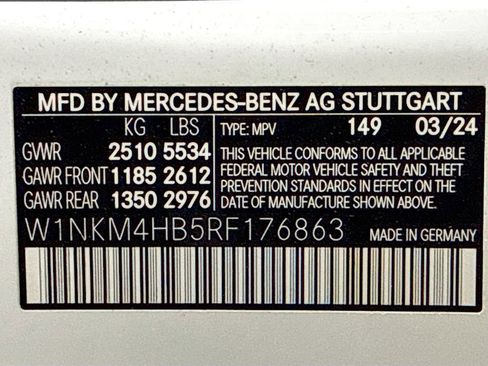 MFD BY MERCEDES-BENZ AG STUTTGART
KG LBS TYPE: MPV 149 03/24
GVWR 2510 5534 THIS VEHICLE CONFORMS TO ALL APPLICABLE
GAWR FRONT 1185 2612 FEDERAL MOTOR VEHICLE SAFETY AND THEFT
PREVENTION STANDARDS IN EFFECT ON THE
GAWR REAR 1350 2976 DATE OF MANUFACTURE SHOWN ABOVE.
W1NKM4HB5RF176863 MADE IN GERMANY